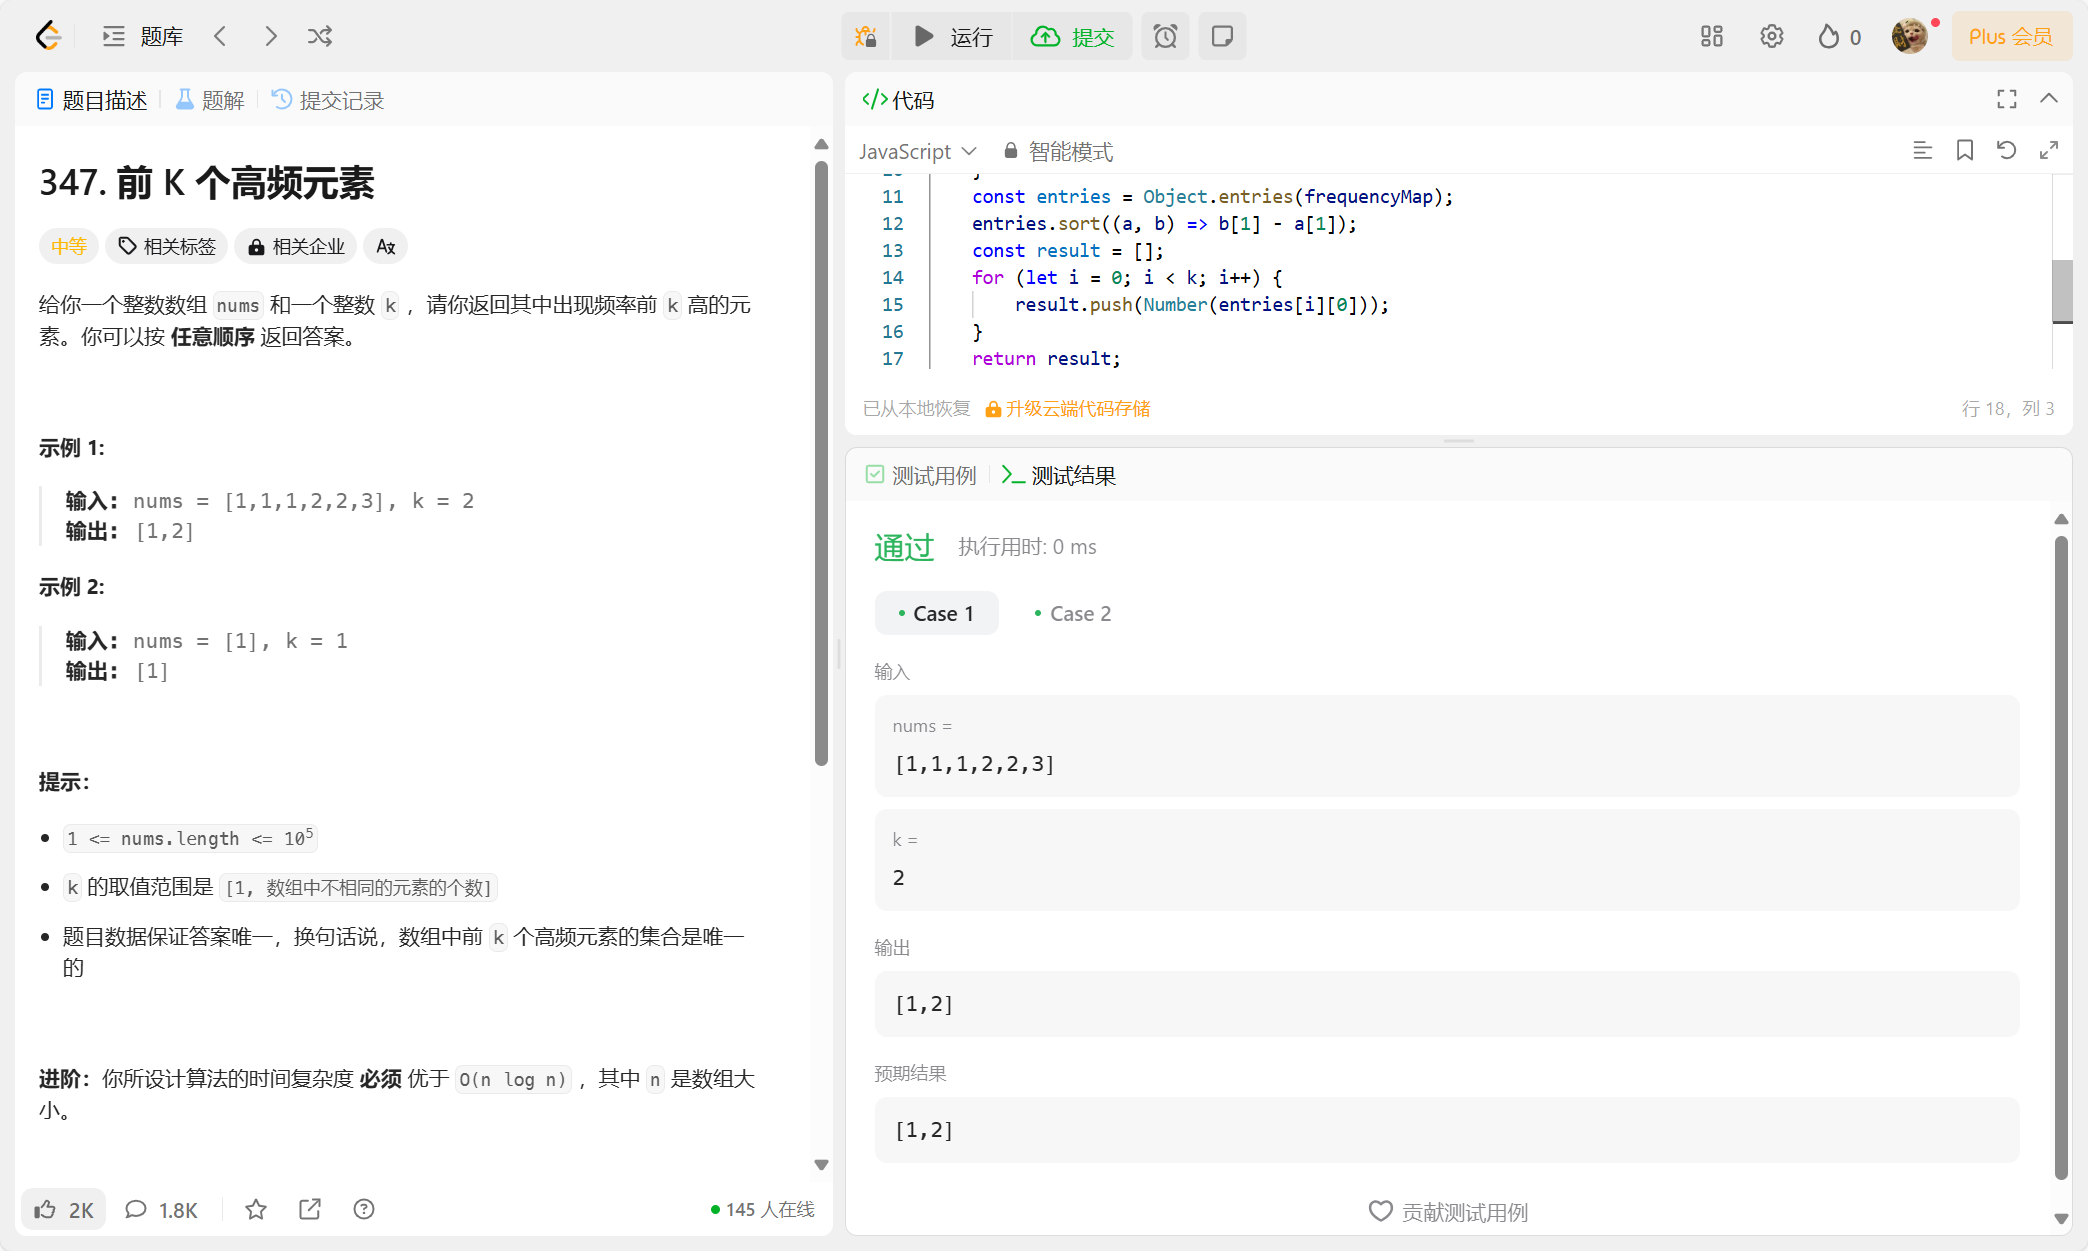 题库
运行
提交
0
Plus 会员
题目描述
题解
提交记录
347. 前 K 个高频元素
中等
相关标签
相关企业
给你一个整数数组 nums 和一个整数 k ，请你返回其中出现频率前 k 高的元
素。你可以按 任意顺序 返回答案。
示例 1:
输入： nums = [1,1,1,2,2,3], k = 2
输出： [1,2]
示例 2:
输入： nums = [1], k = 1
输出： [1]
提示：
1 <= nums.length <= 10⁵
k 的取值范围是 [1, 数组中不相同的元素的个数]
题目数据保证答案唯一，换句话说，数组中前 k 个高频元素的集合是唯一
的
进阶：你所设计算法的时间复杂度 必须 优于 O(n log n) ，其中 n 是数组大
小。
2K
1.8K
145 人在线
</> 代码
JavaScript
智能模式
11 const entries = Object.entries(frequencyMap);
12 entries.sort((a, b) => b[1] - a[1]);
13 const result = [];
14 for (let i = 0; i < k; i++) {
15 result.push(Number(entries[i][0]));
16 }
17 return result;
已从本地恢复
升级云端代码存储
行 18，列 3
测试用例
测试结果
通过
执行用时: 0 ms
Case 1
Case 2
输入
nums =
[1,1,1,2,2,3]
k =
2
输出
[1,2]
预期结果
[1,2]
贡献测试用例